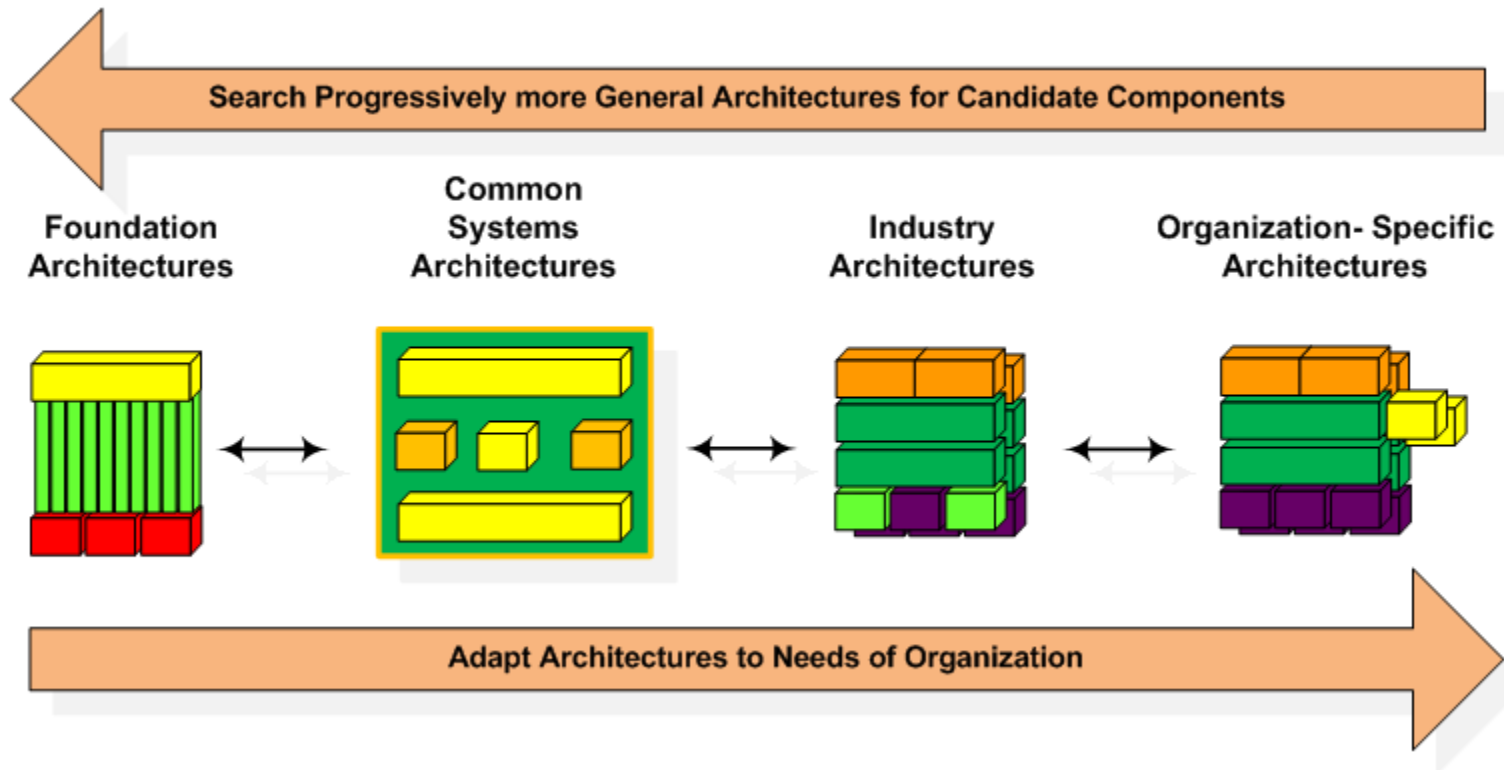 Search Progressively more General Architectures for Candidate Components
Foundation
Architectures
Common
Systems
Architectures
Industry
Architectures
Organization- Specific
Architectures
Adapt Architectures to Needs of Organization